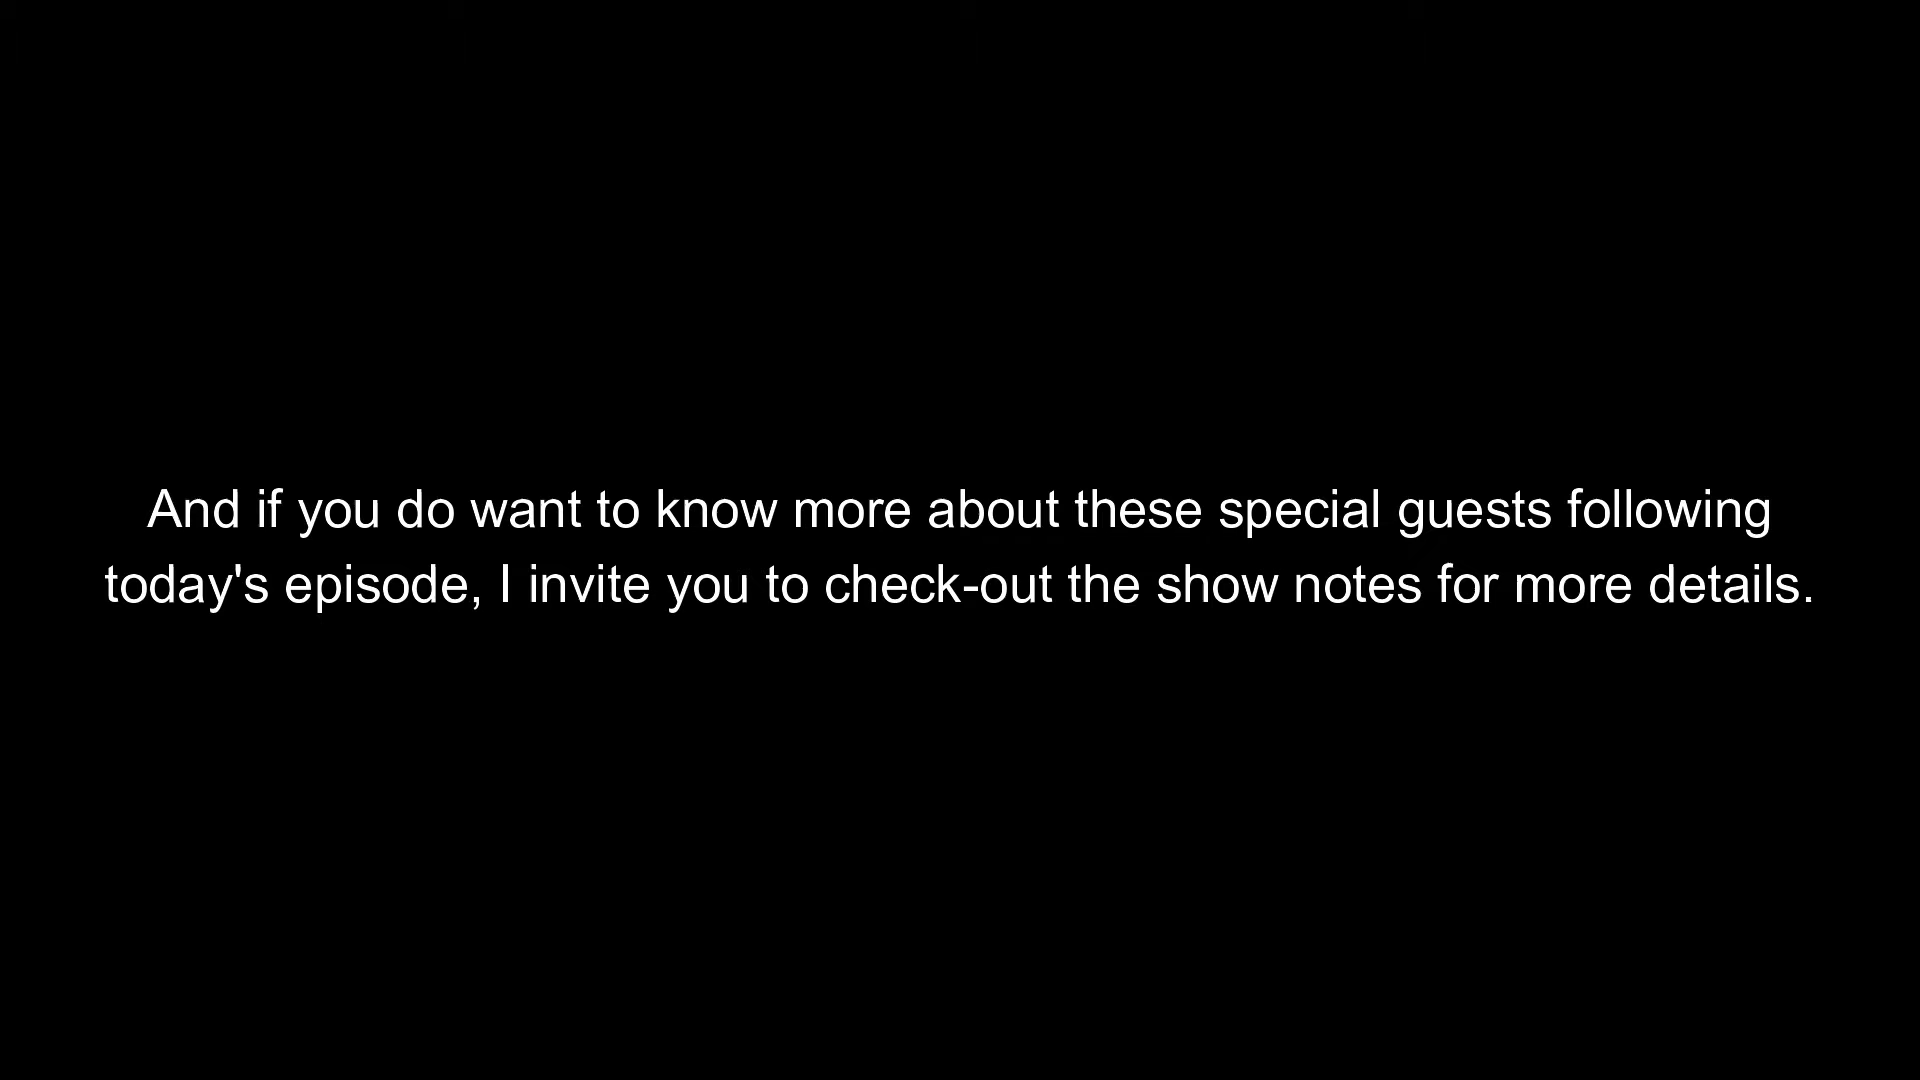 And if you do want to know more about these special guests following
today's episode, I invite you to check-out the show notes for more details.